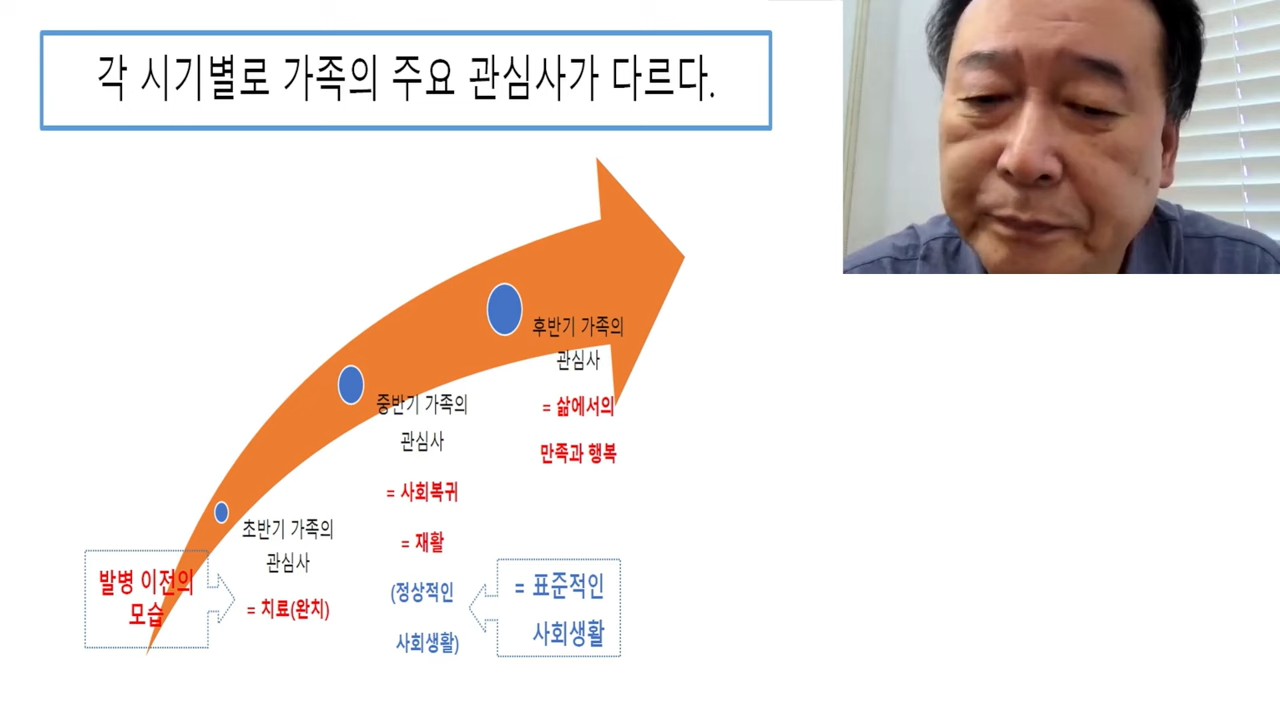 각 시기별로 가족의 주요 관심사가 다르다.
후반기 가족의
관심사
= 삶에서의
만족과 행복
중반기 가족의
관심사
= 사회복귀
= 재활
(정상적인
사회생활)
= 표준적인
사회생활
초반기 가족의
관심사
= 치료(완치)
발병 이전의
모습